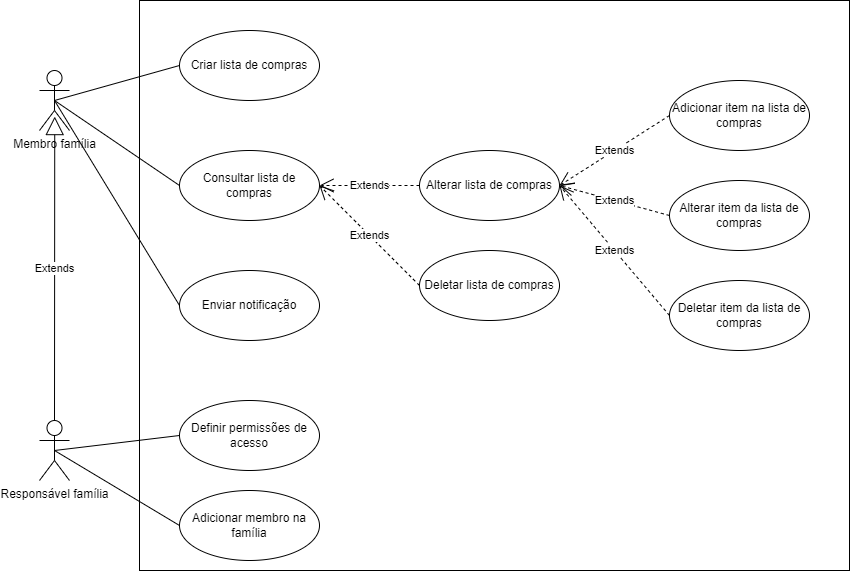 Criar lista de compras
Membro família
Adicionar item na lista de
compras
Extends
Consultar lista de
compras
Extends
Alterar lista de compras
Extends
Alterar item da lista de
compras
Extends
Extends
Extends
Deletar lista de compras
Enviar notificação
Deletar item da lista de
compras
Definir permissões de
acesso
Responsável família
Adicionar membro na
família